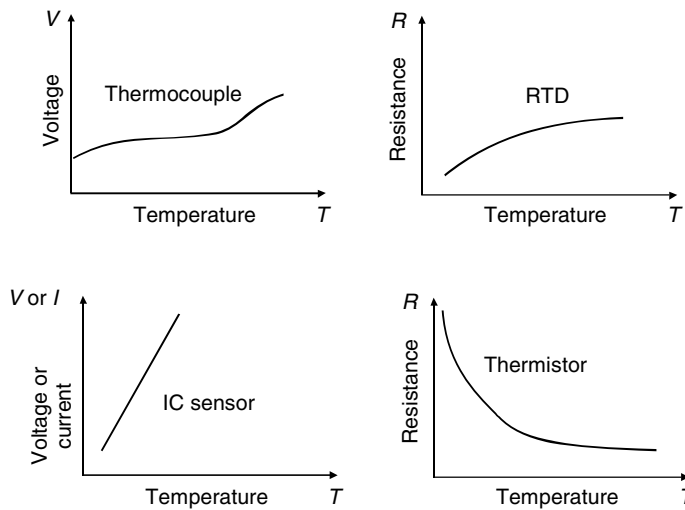 V
Voltage
Thermocouple
Temperature
T
R
Resistance
RTD
Temperature
T
V or I
Voltage or
current
IC sensor
Temperature
T
R
Resistance
Thermistor
Temperature
T